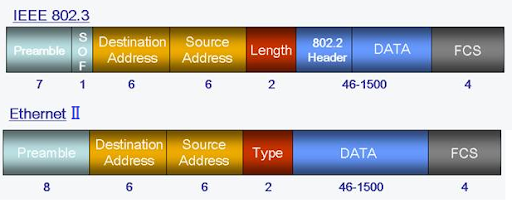 IEEE 802.3
Preamble SOF Destination Address Source Address Length 802.2 Header DATA FCS
7 1 6 6 2 46-1500 4
Ethernet II
Preamble Destination Address Source Address Type DATA FCS
8 6 6 2 46-1500 4